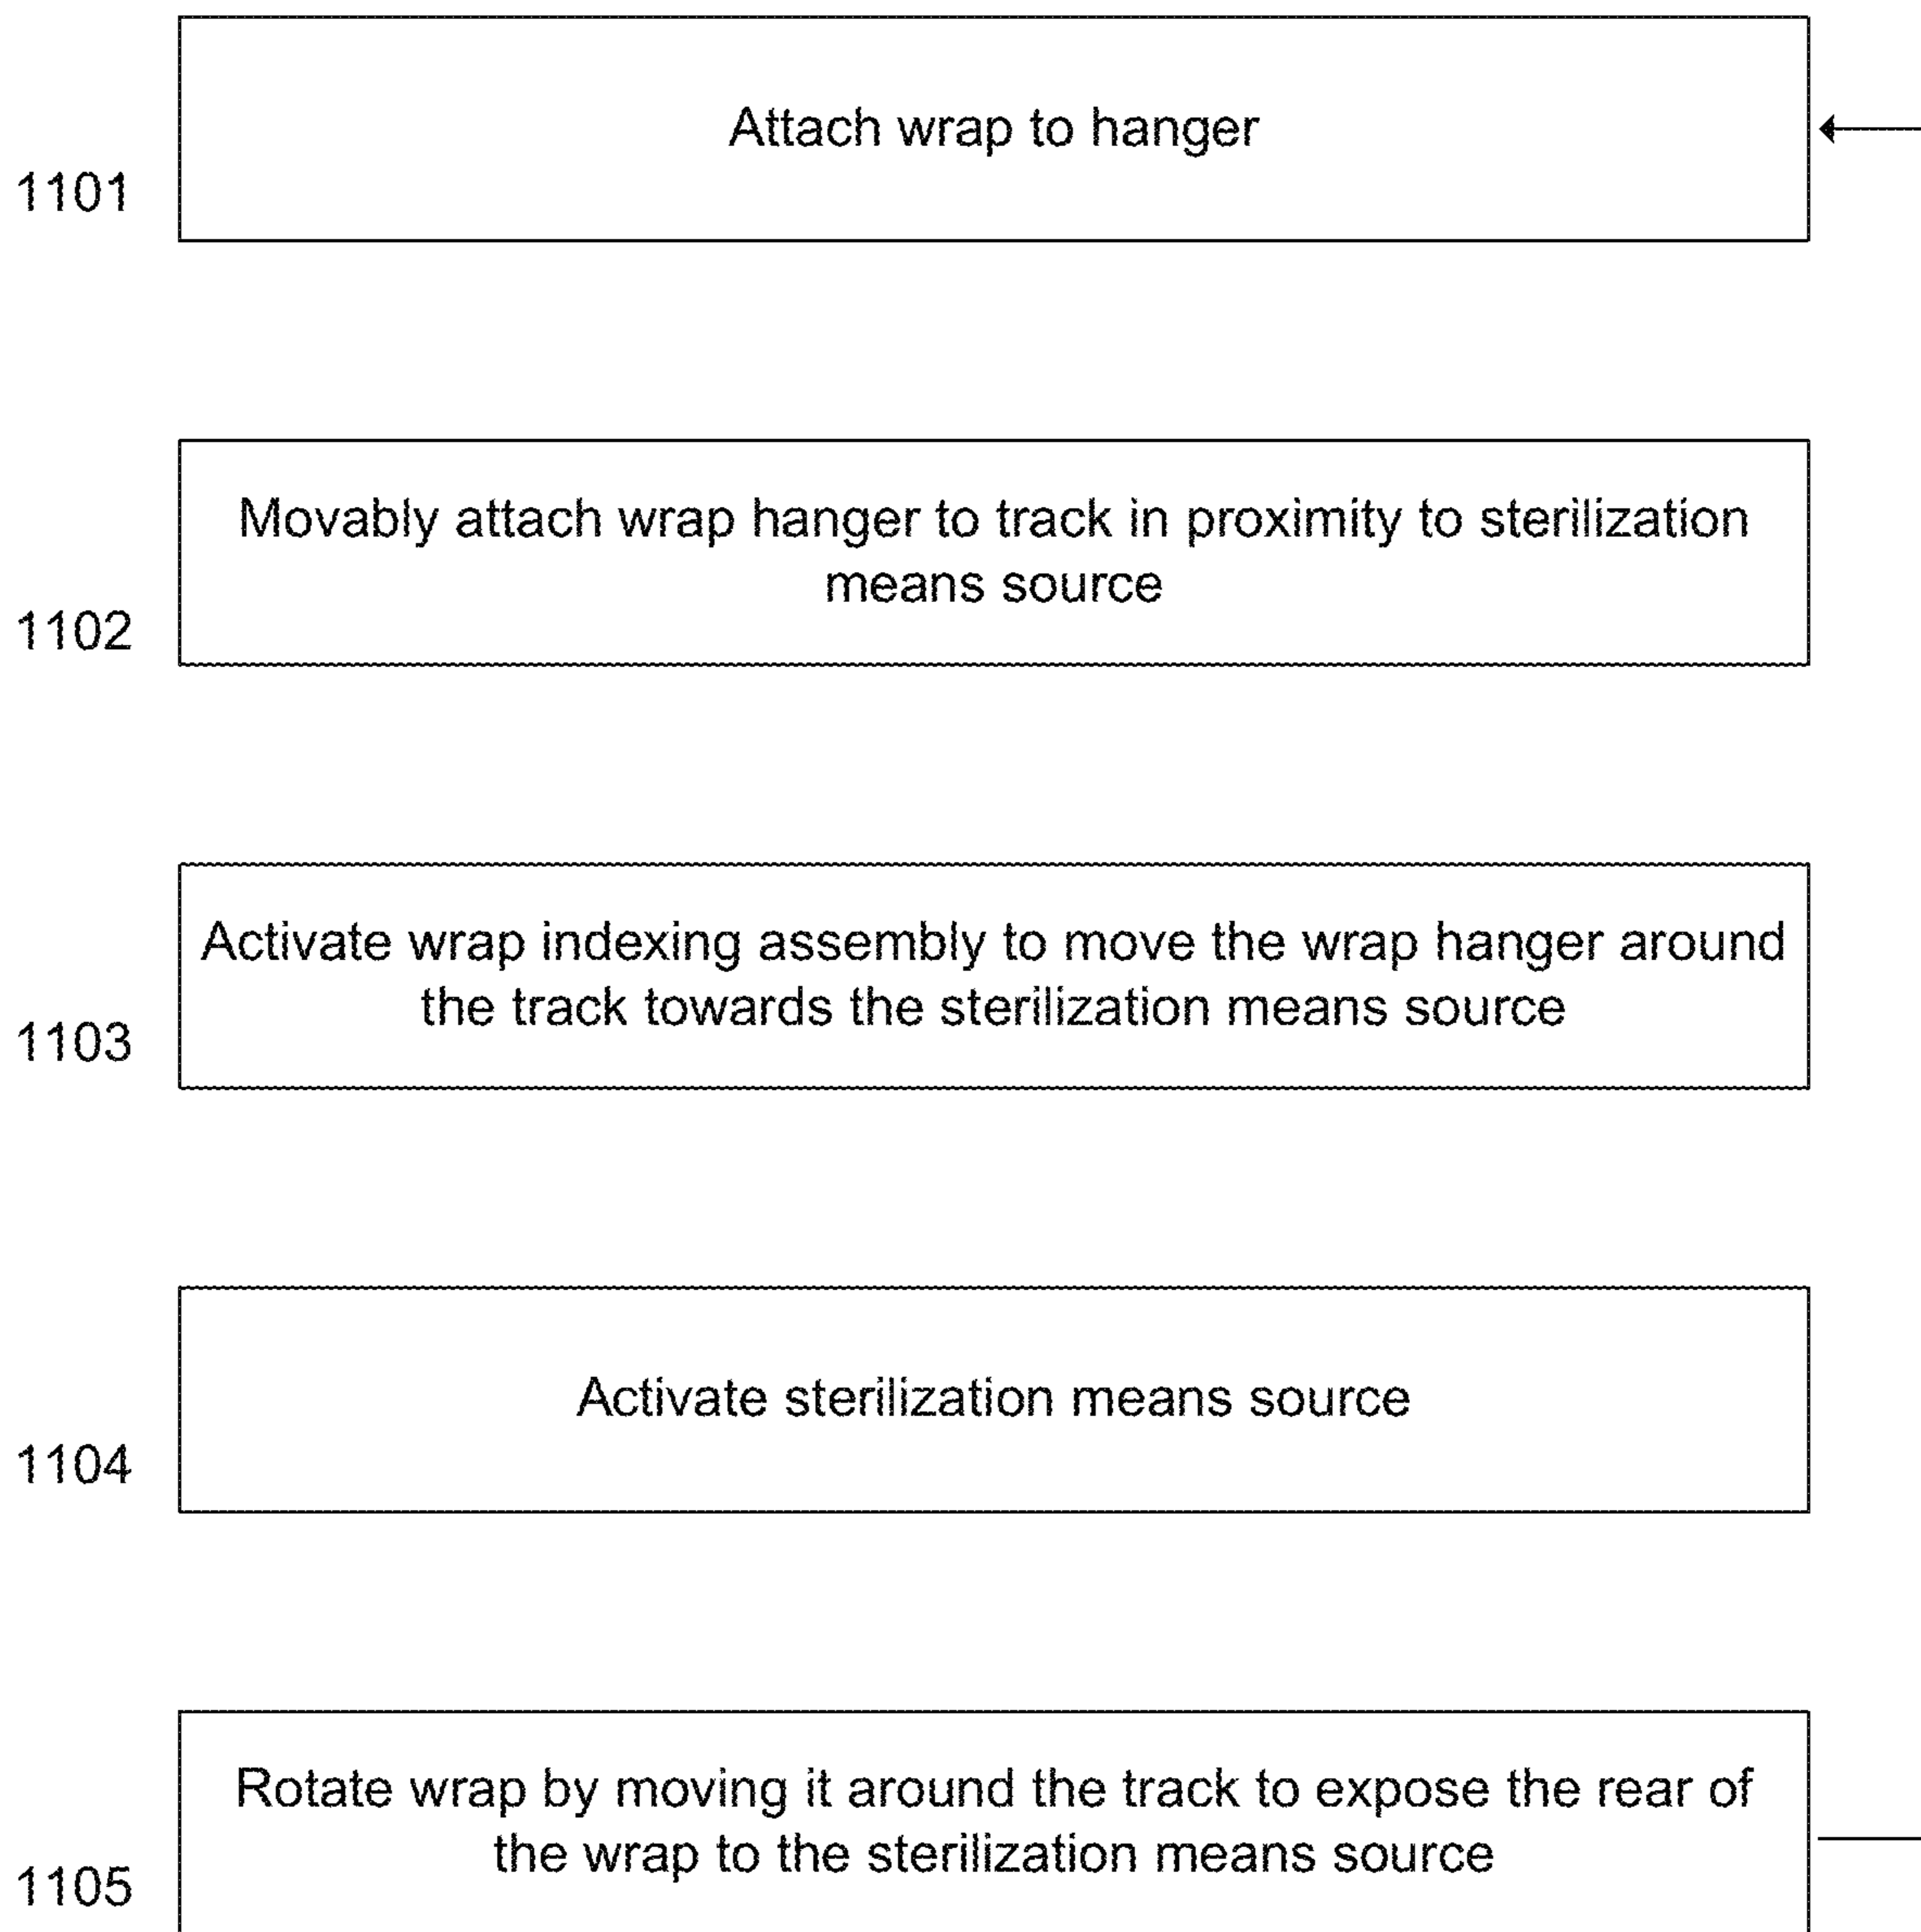 Attach wrap to hanger
1101
Movably attach wrap hanger to track in proximity to sterilization
means source
1102
Activate wrap indexing assembly to move the wrap hanger around
the track towards the sterilization means source
1103
Activate sterilization means source
1104
Rotate wrap by moving it around the track to expose the rear of
the wrap to the sterilization means source
1105